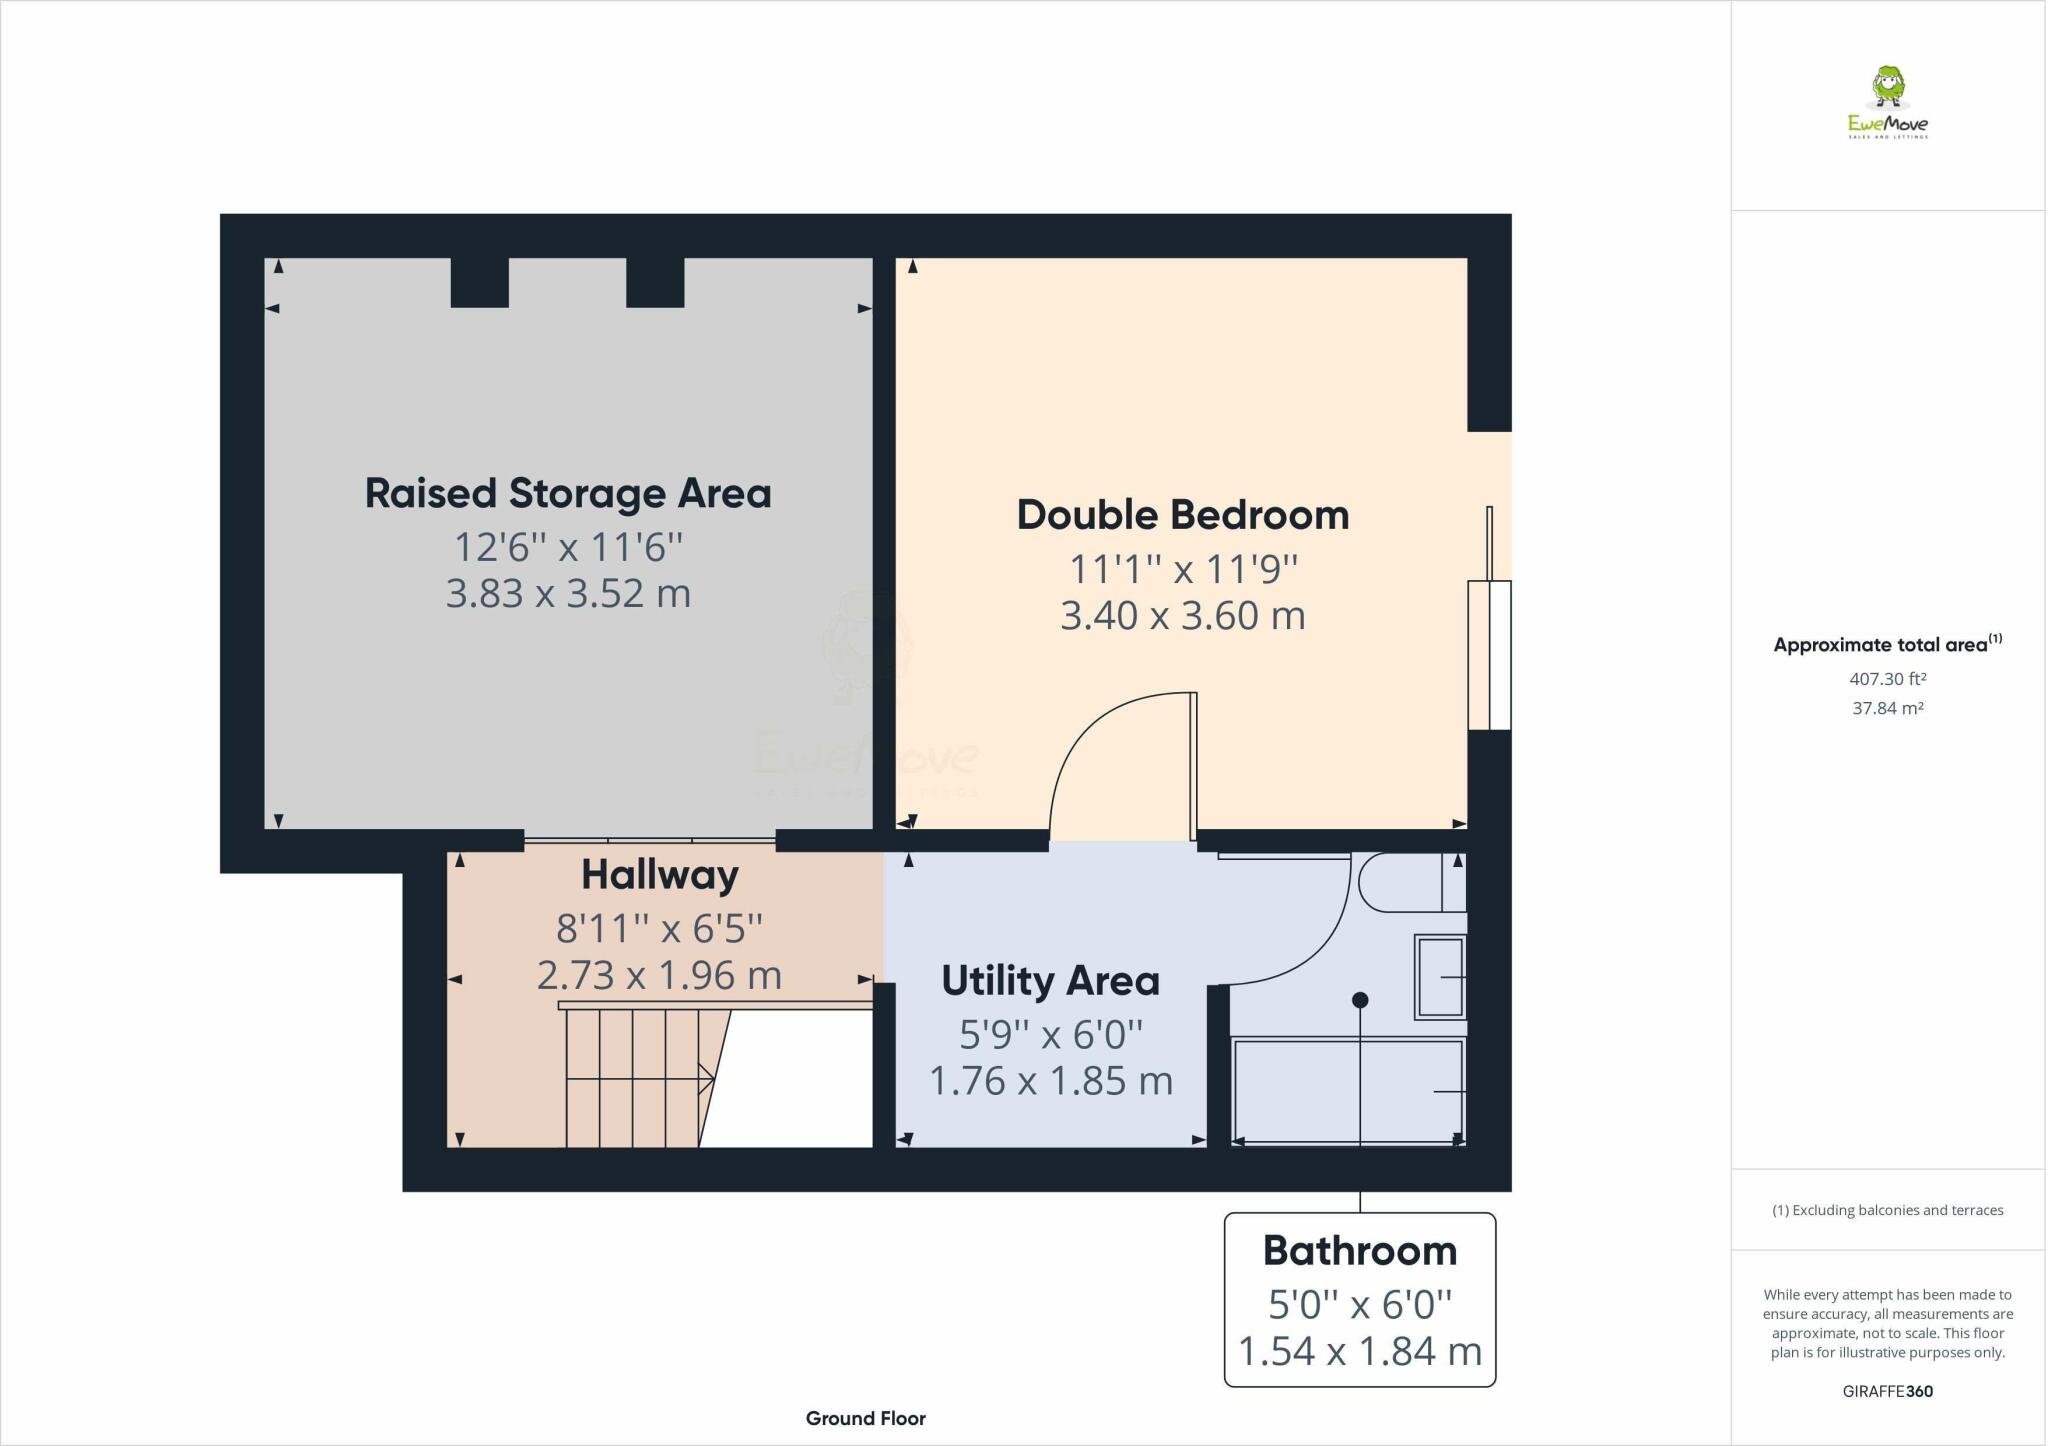 EweMove
SALES AND LETTINGS
Raised Storage Area
12'6'' x 11'6''
3.83 x 3.52 m
Double Bedroom
11'1'' x 11'9''
3.40 x 3.60 m
EweMove
SALES AND LETTINGS
Hallway
8'11'' x 6'5''
2.73 x 1.96 m
Utility Area
5'9'' x 6'0''
1.76 x 1.85 m
Bathroom
5'0'' x 6'0''
1.54 x 1.84 m
Ground Floor
Approximate total area(1)
407.30 ft²
37.84 m²
(1) Excluding balconies and terraces
While every attempt has been made to
ensure accuracy, all measurements are
approximate, not to scale. This floor
plan is for illustrative purposes only.
GIRAFFE360